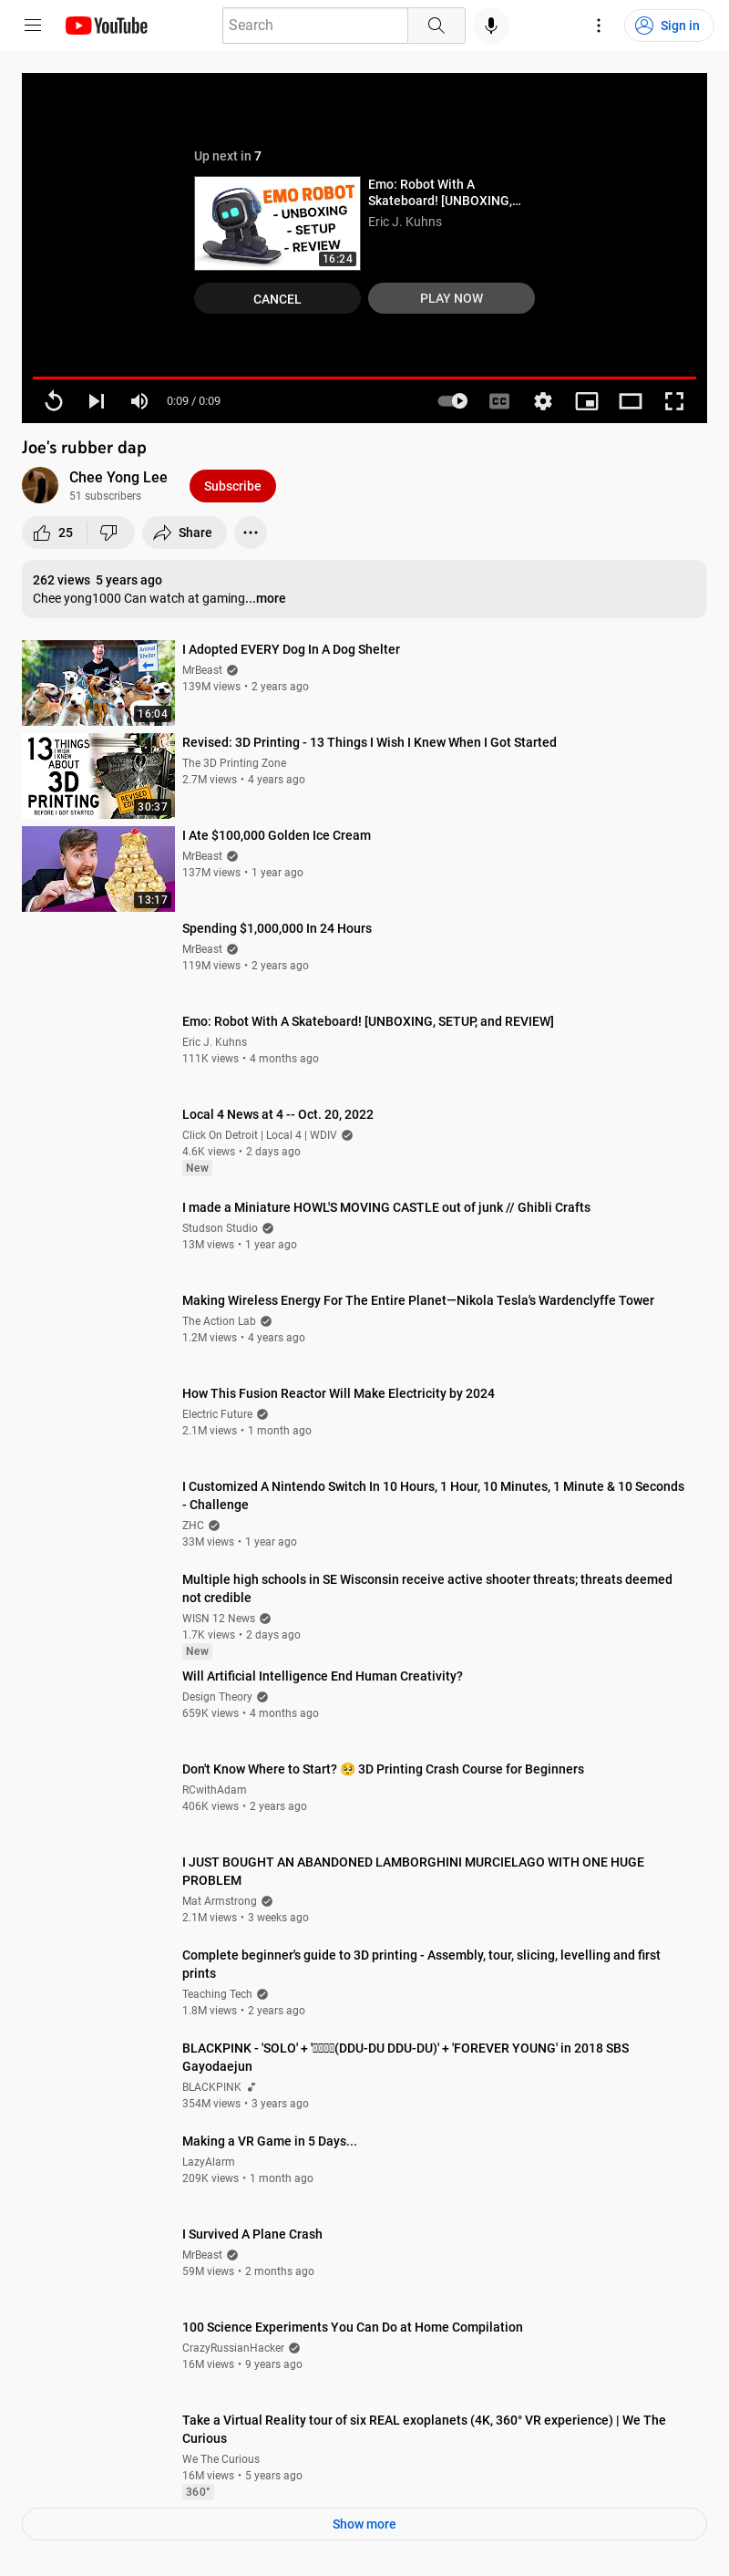 YouTube
Search
Sign in
Up next in 7
EMO ROBOT
- UNBOXING
- SETUP
- REVIEW
16:24
Emo: Robot With A
Skateboard! [UNBOXING,...
Eric J. Kuhns
CANCEL
PLAY NOW
0:09 / 0:09
CC
Joe's rubber dap
Chee Yong Lee
51 subscribers
Subscribe
25
Share
262 views 5 years ago
Chee yong1000 Can watch at gaming...more
Animal
Shelter
16:04
I Adopted EVERY Dog In A Dog Shelter
MrBeast
139M views • 2 years ago
13 THINGS
I WISH
I KNEW
ABOUT
3D
PRINTING
BEFORE I GOT STARTED
REVISED
30:37
Revised: 3D Printing - 13 Things I Wish I Knew When I Got Started
The 3D Printing Zone
2.7M views • 4 years ago
13:17
I Ate $100,000 Golden Ice Cream
MrBeast
137M views • 1 year ago
Spending $1,000,000 In 24 Hours
MrBeast
119M views • 2 years ago
Emo: Robot With A Skateboard! [UNBOXING, SETUP, and REVIEW]
Eric J. Kuhns
111K views • 4 months ago
Local 4 News at 4 -- Oct. 20, 2022
Click On Detroit | Local 4 | WDIV
4.6K views • 2 days ago
New
I made a Miniature HOWL'S MOVING CASTLE out of junk // Ghibli Crafts
Studson Studio
13M views • 1 year ago
Making Wireless Energy For The Entire Planet—Nikola Tesla's Wardenclyffe Tower
The Action Lab
1.2M views • 4 years ago
How This Fusion Reactor Will Make Electricity by 2024
Electric Future
2.1M views • 1 month ago
I Customized A Nintendo Switch In 10 Hours, 1 Hour, 10 Minutes, 1 Minute & 10 Seconds
- Challenge
ZHC
33M views • 1 year ago
Multiple high schools in SE Wisconsin receive active shooter threats; threats deemed
not credible
WISN 12 News
1.7K views • 2 days ago
New
Will Artificial Intelligence End Human Creativity?
Design Theory
659K views • 4 months ago
Don't Know Where to Start? 🥺 3D Printing Crash Course for Beginners
RCwithAdam
406K views • 2 years ago
I JUST BOUGHT AN ABANDONED LAMBORGHINI MURCIELAGO WITH ONE HUGE
PROBLEM
Mat Armstrong
2.1M views • 3 weeks ago
Complete beginner's guide to 3D printing - Assembly, tour, slicing, levelling and first
prints
Teaching Tech
1.8M views • 2 years ago
BLACKPINK - 'SOLO' + '(DDU-DU DDU-DU)' + 'FOREVER YOUNG' in 2018 SBS
Gayodaejun
BLACKPINK
354M views • 3 years ago
Making a VR Game in 5 Days...
LazyAlarm
209K views • 1 month ago
I Survived A Plane Crash
MrBeast
59M views • 2 months ago
100 Science Experiments You Can Do at Home Compilation
CrazyRussianHacker
16M views • 9 years ago
Take a Virtual Reality tour of six REAL exoplanets (4K, 360° VR experience) | We The
Curious
We The Curious
16M views • 5 years ago
360°
Show more